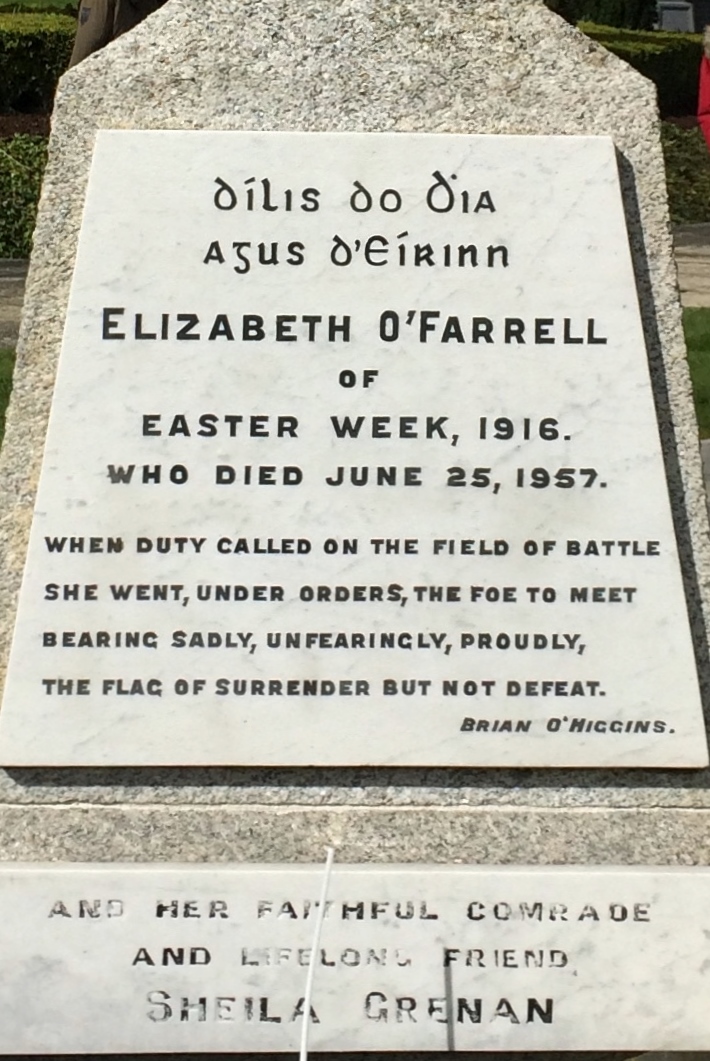 Dílis do Ḋia
agus d'Éirinn
ELIZABETH O'FARRELL
OF
EASTER WEEK, 1916.
WHO DIED JUNE 25, 1957.
WHEN DUTY CALLED ON THE FIELD OF BATTLE
SHE WENT, UNDER ORDERS, THE FOE TO MEET
BEARING SADLY, UNFEARINGLY, PROUDLY,
THE FLAG OF SURRENDER BUT NOT DEFEAT.
BRIAN O'HIGGINS.
AND HER FAITHFUL COMRADE
AND LIFELONG FRIEND,
SHEILA GRENAN